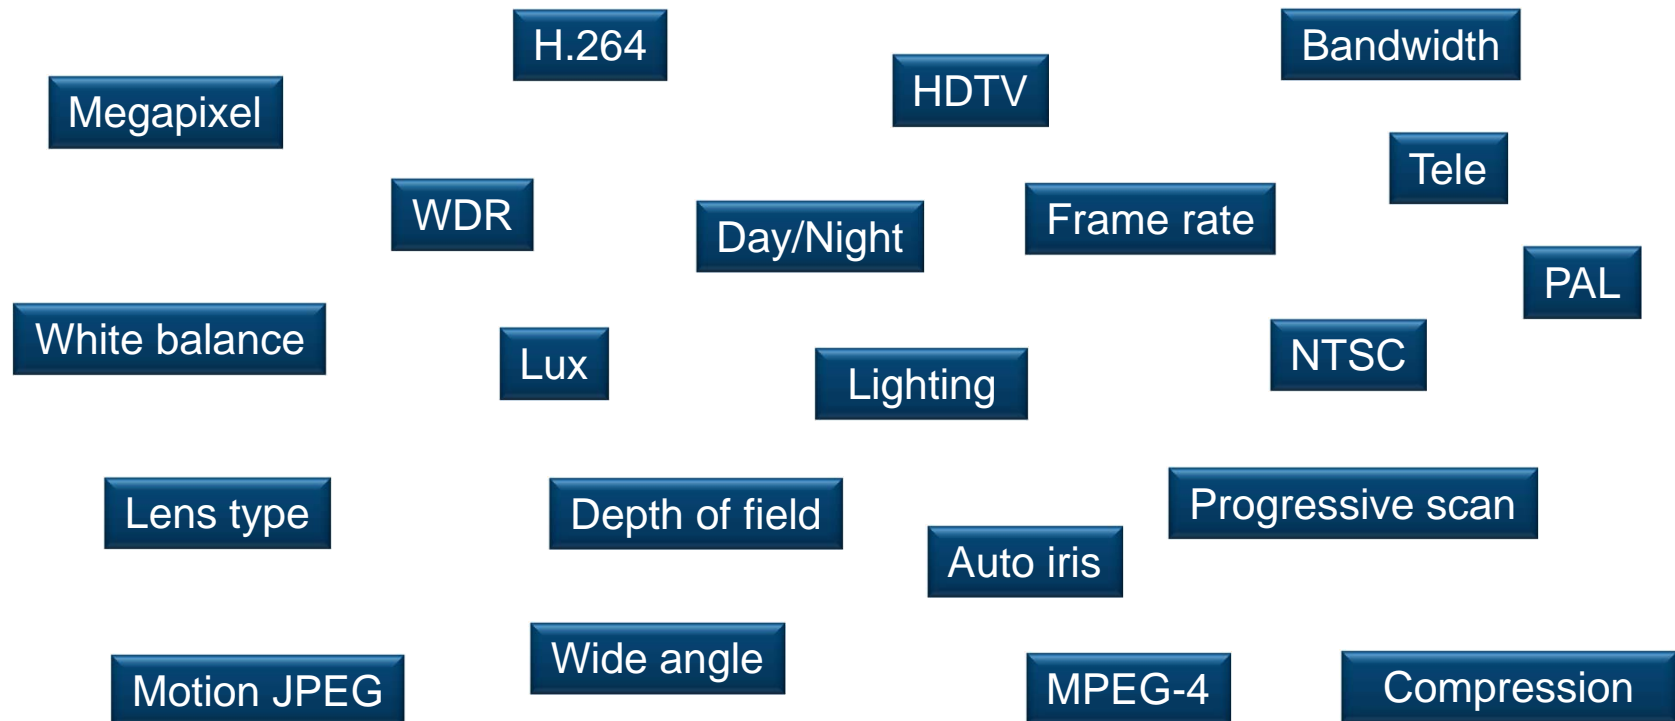 H.264
Bandwidth
HDTV
Megapixel
Tele
WDR
Day/Night
Frame rate
PAL
White balance
Lux
Lighting
NTSC
Lens type
Depth of field
Progressive scan
Auto iris
Wide angle
Motion JPEG
MPEG-4
Compression